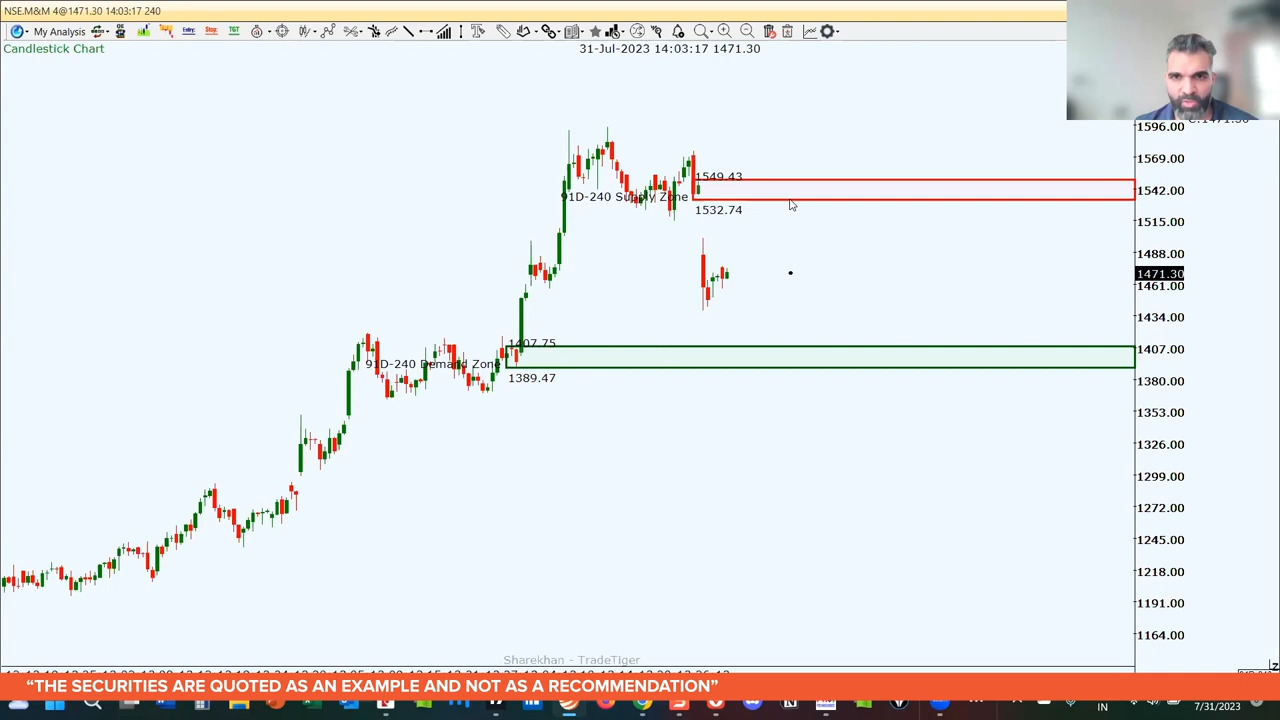 NSE.M&M 4@1471.30 14:03:17 240
My Analysis
Entry:
Stop:
TGT
Candlestick Chart
31-Jul-2023 14:03:17 1471.30
1596.00
1569.00
1549.43
1542.00
91D-240 Supply Zone
1532.74
1515.00
1488.00
1471.30
1461.00
1434.00
1407.75
1407.00
91D-240 Demand Zone
1389.47
1380.00
1353.00
1326.00
1299.00
1272.00
1245.00
1218.00
1191.00
1164.00
Sharekhan - TradeTiger
“THE SECURITIES ARE QUOTED AS AN EXAMPLE AND NOT AS A RECOMMENDATION”
IN
7/31/2023